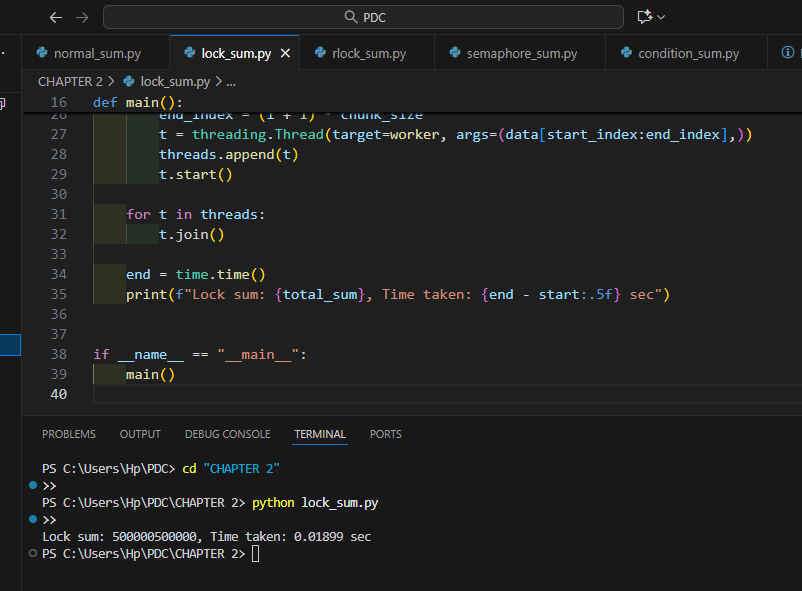 PDC
normal_sum.py lock_sum.py rlock_sum.py semaphore_sum.py condition_sum.py
CHAPTER 2 > lock_sum.py > ...
16 def main():
26 end_index = (i + 1) * chunk_size
27 t = threading.Thread(target=worker, args=(data[start_index:end_index],))
28 threads.append(t)
29 t.start()
30
31 for t in threads:
32 t.join()
33
34 end = time.time()
35 print(f"Lock sum: {total_sum}, Time taken: {end - start:.5f} sec")
36
37
38 if __name__ == "__main__":
39 main()
40
PROBLEMS OUTPUT DEBUG CONSOLE TERMINAL PORTS
PS C:\Users\Hp\PDC> cd "CHAPTER 2"
>>
PS C:\Users\Hp\PDC\CHAPTER 2> python lock_sum.py
>>
Lock sum: 500000500000, Time taken: 0.01899 sec
PS C:\Users\Hp\PDC\CHAPTER 2>